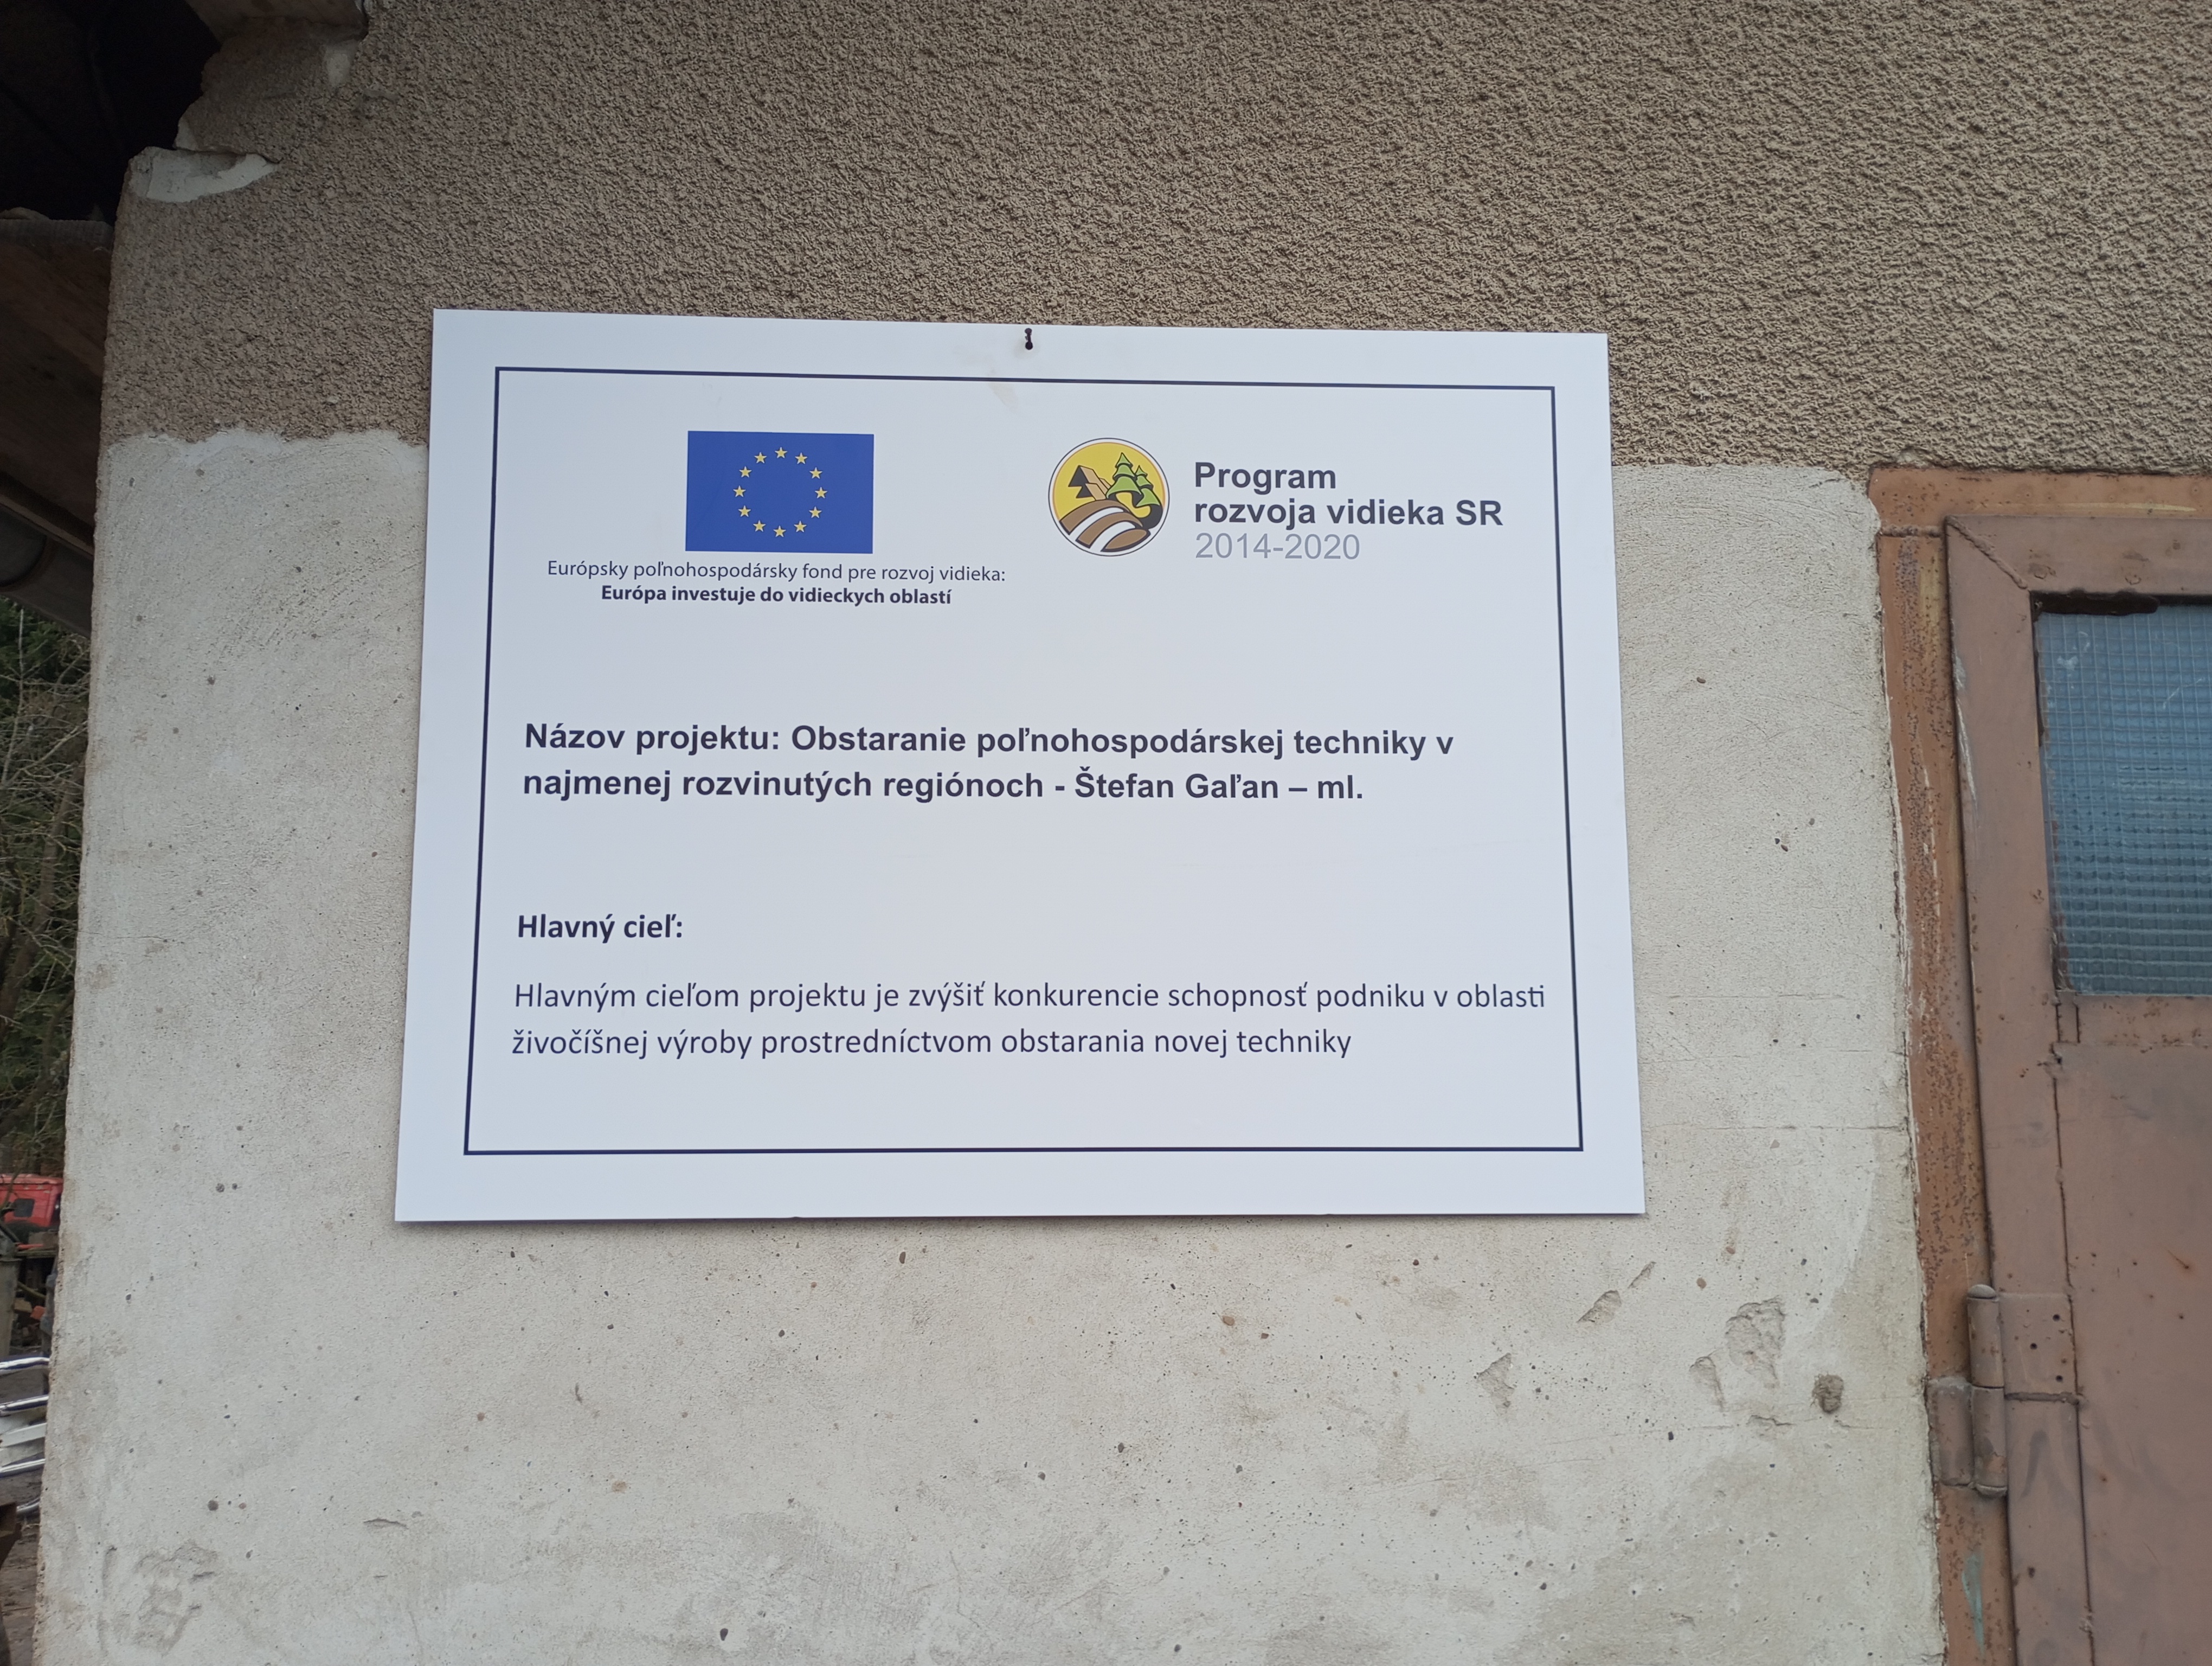 Európsky poľnohospodársky fond pre rozvoj vidieka:
Európa investuje do vidieckych oblastí
Program
rozvoja vidieka SR
2014-2020
Názov projektu: Obstaranie poľnohospodárskej techniky v
najmenej rozvinutých regiónoch - Štefan Gaľan – ml.
Hlavný cieľ:
Hlavným cieľom projektu je zvýšiť konkurencie schopnosť podniku v oblasti
živočíšnej výroby prostredníctvom obstarania novej techniky